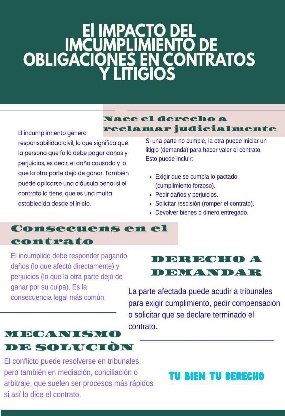 El IMPACTO DEL
IMCUMPLIMIENTO DE
OBLIGACIONES EN CONTRATOS
Y LITIGIOS
El incumplimiento genera
responsabilidad civil, lo que significa que
la persona que falló debe pagar daños y
perjuicios, es decir, el daño causado y lo
que la otra parte dejó de ganar. También
puede aplicarse una cláusula penal si el
contrato lo tiene, que es una multa
establecida desde el inicio.
Nace el derecho a
reclamar judicialmente
Si una parte no cumple, la otra puede iniciar un
litigio (demanda) para hacer valer el contrato.
Esto puede incluir:
• Exigir que se cumpla lo pactado
(cumplimiento forzoso).
• Pedir daños y perjuicios.
• Solicitar rescisión (romper el contrato).
• Devolver bienes o dinero entregado.
Consecuens en el
contrato
El incumplido debe responder pagando
daños (lo que afectó directamente) y
perjuicios (lo que la otra parte dejó de
ganar por su culpa). Es la
consecuencia legal más común.
DERECHO A
DEMANDAR
La parte afectada puede acudir a tribunales
para exigir cumplimiento, pedir compensación
o solicitar que se declare terminado el
contrato.
MECANISMO
DE SOLUCIÒN
El conflicto puede resolverse en tribunales,
pero también en mediación, conciliación o
arbitraje, que suelen ser procesos más rápidos
si así lo dice el contrato.
TU BIEN TU DERECHO